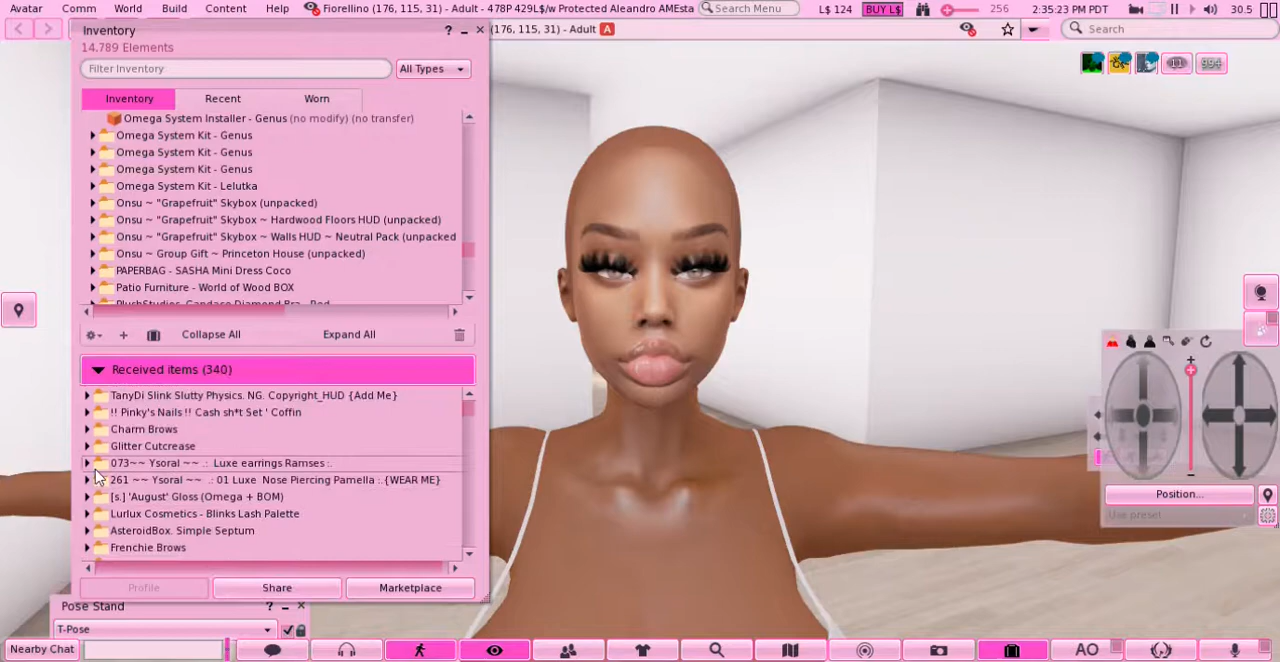 Avatar Comm World Build Content Help Fiorellino (176, 115, 31) - Adult - 478P 429L$/w Protected Aleandro AMEsta Search Menu L$ 124 BUY L$ 256 2:35:23 PM PDT 30.5
(176, 115, 31) - Adult A Search
Inventory ?
14.789 Elements
Filter Inventory All Types
Inventory Recent Worn
Omega System Installer - Genus (no modify) (no transfer)
Omega System Kit - Genus
Omega System Kit - Genus
Omega System Kit - Genus
Omega System Kit - Lelutka
Onsu ~ "Grapefruit" Skybox (unpacked)
Onsu ~ "Grapefruit" Skybox ~ Hardwood Floors HUD (unpacked)
Onsu ~ "Grapefruit" Skybox ~ Walls HUD ~ Neutral Pack (unpacked
Onsu ~ Group Gift ~ Princeton House (unpacked)
PAPERBAG - SASHA Mini Dress Coco
Patio Furniture - World of Wood BOX
PlushStudios. Candace Diamond Bra - Red
Collapse All Expand All
Received items (340)
TanyDi Slink Slutty Physics. NG. Copyright_HUD {Add Me}
!! Pinky's Nails !! Cash sh*t Set ' Coffin
Charm Brows
Glitter Cutcrease
073~~ Ysoral ~~ .: Luxe earrings Ramses :.
261 ~~ Ysoral ~~ .: 01 Luxe Nose Piercing Pamella :.{WEAR ME}
[s.] 'August' Gloss (Omega + BOM)
Lurlux Cosmetics - Blinks Lash Palette
AsteroidBox. Simple Septum
Frenchie Brows
Profile Share Marketplace
Pose Stand ?
T-Pose
Nearby Chat
AO
11
994
Position...
Use preset